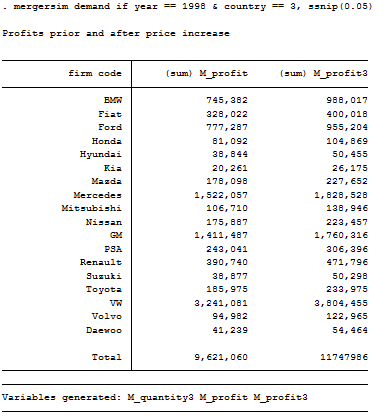 . mergersim demand if year == 1998 & country == 3, ssnip(0.05)
Profits prior and after price increase
firm code (sum) M_profit (sum) M_profit3
BMW 745,382 988,017
Fiat 328,022 400,018
Ford 777,287 955,204
Honda 81,092 104,869
Hyundai 38,844 50,455
Kia 20,261 26,175
Mazda 178,098 227,652
Mercedes 1,522,057 1,828,528
Mitsubishi 106,710 138,946
Nissan 175,887 223,457
GM 1,411,487 1,760,316
PSA 243,041 306,396
Renault 390,740 471,796
Suzuki 38,877 50,298
Toyota 185,975 233,975
VW 3,241,081 3,804,455
Volvo 94,982 122,965
Daewoo 41,239 54,464
Total 9,621,060 11747986
Variables generated: M_quantity3 M_profit M_profit3